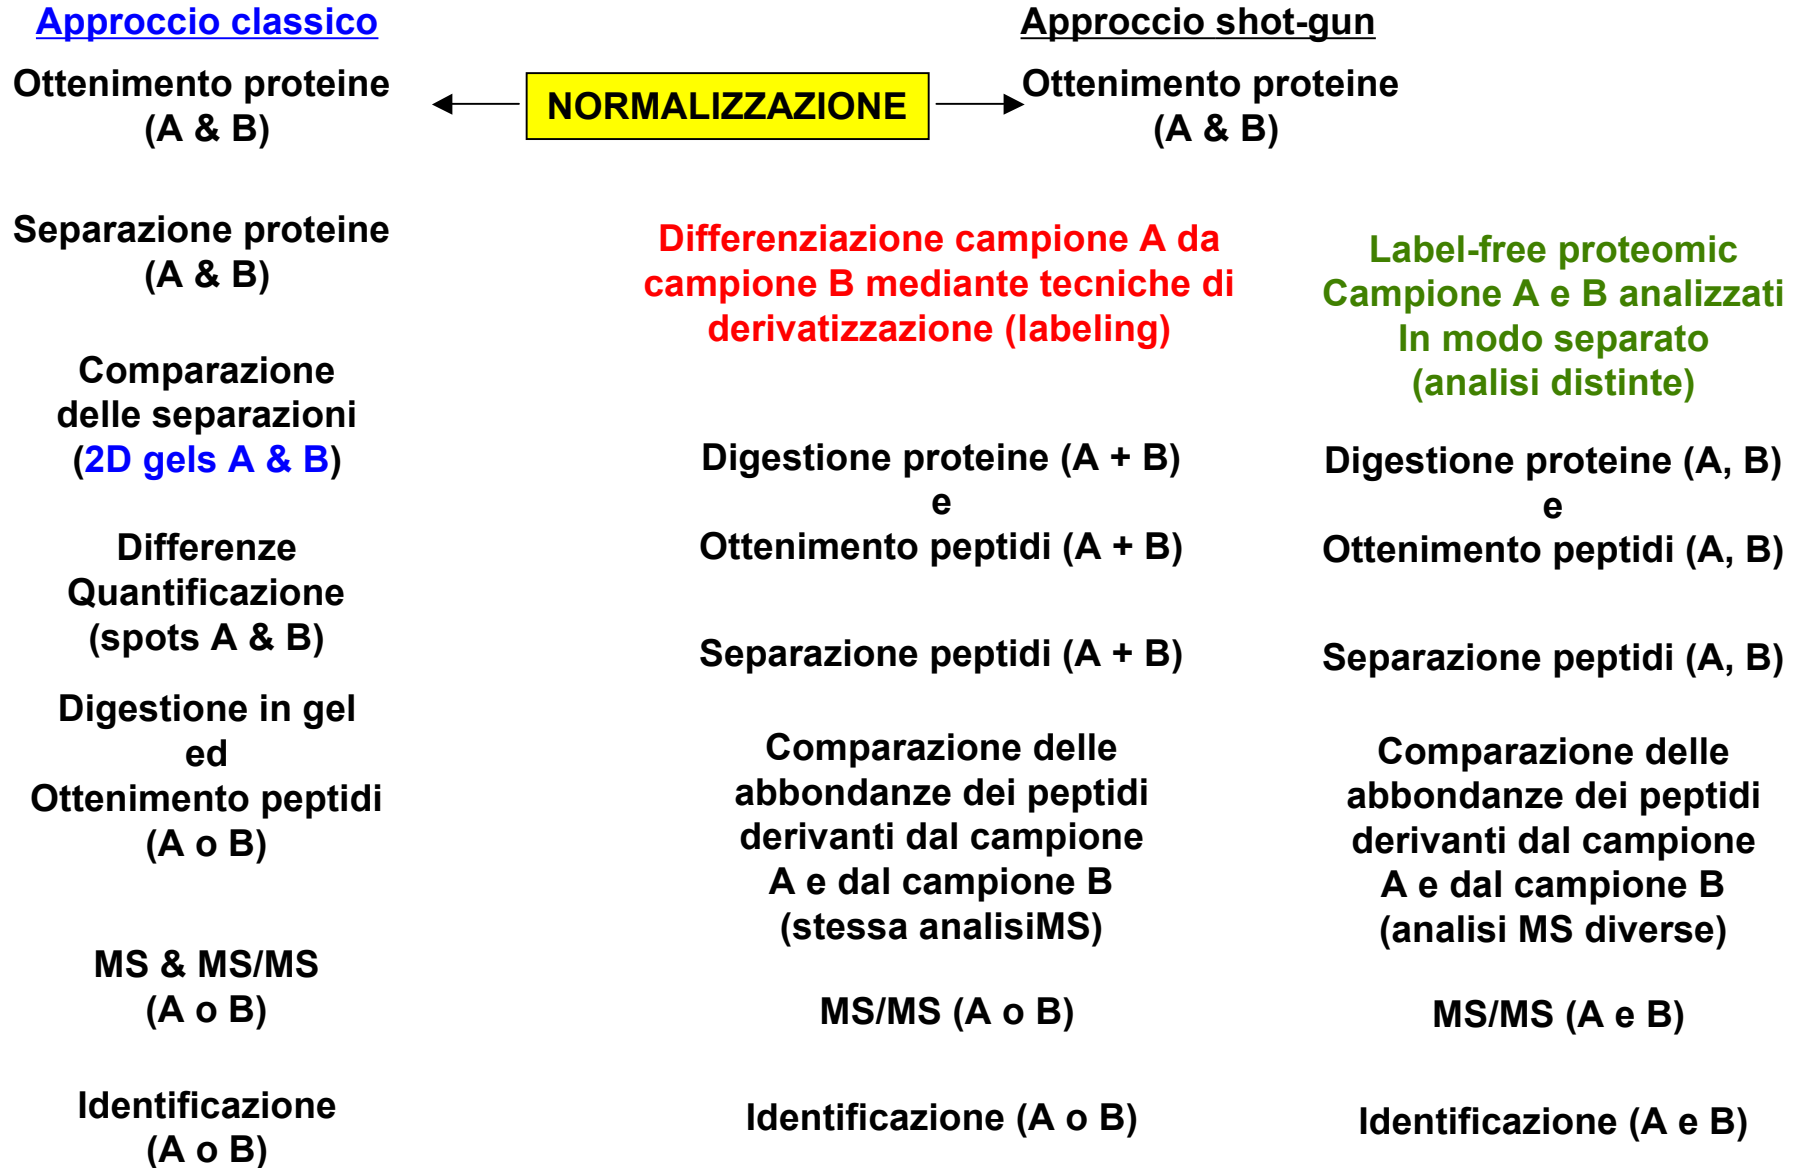 Approccio classico
Ottenimento proteine
(A & B)
Separazione proteine
(A & B)
Comparazione
delle separazioni
(2D gels A & B)
Differenze
Quantificazione
(spots A & B)
Digestione in gel
ed
Ottenimento peptidi
(A o B)
MS & MS/MS
(A o B)
Identificazione
(A o B)
NORMALIZZAZIONE
Approccio shot-gun
Ottenimento proteine
(A & B)
Differenziazione campione A da
campione B mediante tecniche di
derivatizzazione (labeling)
Digestione proteine (A + B)
e
Ottenimento peptidi (A + B)
Separazione peptidi (A + B)
Comparazione delle
abbondanze dei peptidi
derivanti dal campione
A e dal campione B
(stessa analisiMS)
MS/MS (A o B)
Identificazione (A o B)
Label-free proteomic
Campione A e B analizzati
In modo separato
(analisi distinte)
Digestione proteine (A, B)
e
Ottenimento peptidi (A, B)
Separazione peptidi (A, B)
Comparazione delle
abbondanze dei peptidi
derivanti dal campione
A e dal campione B
(analisi MS diverse)
MS/MS (A e B)
Identificazione (A e B)